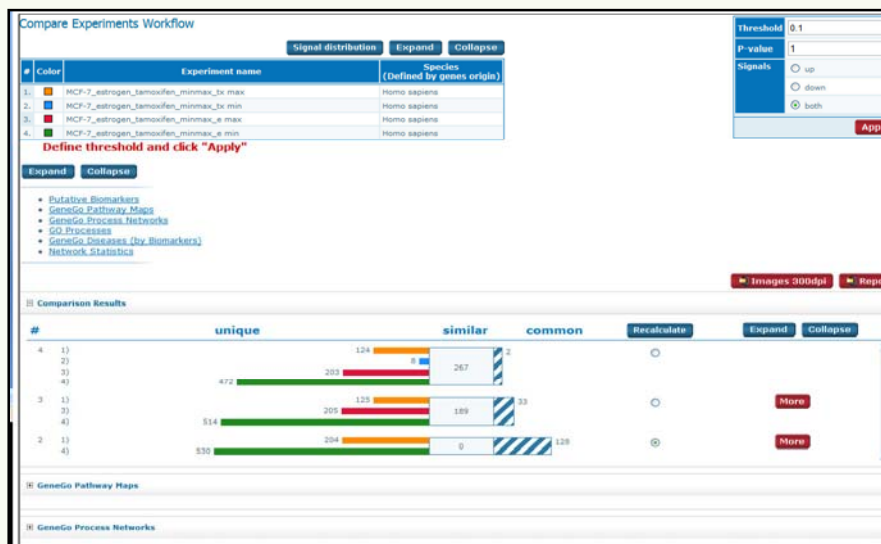 Compare Experiments Workflow
Signal distribution Expand Collapse
# Color Experiment name Species (Defined by genes origin)
1. MCF-7_estrogen_tamoxifen_minmax_tx max Homo sapiens
2. MCF-7_estrogen_tamoxifen_minmax_tx min Homo sapiens
3. MCF-7_estrogen_tamoxifen_minmax_e max Homo sapiens
4. MCF-7_estrogen_tamoxifen_minmax_e min Homo sapiens
Define threshold and click "Apply"
Threshold 0.1
P-value 1
Signals up
down
both
App
Expand Collapse
Putative Biomarkers
GeneGo Pathway Maps
GeneGo Process Networks
GO Processes
GeneGo Diseases (by Biomarkers)
Network Statistics
Images 300dpi Repo
Comparison Results
# unique similar common Recalculate Expand Collapse
4 1) 124 2
2) 8
3) 203 267
4) 472
3 1) 125 33 More
3) 205 189
4) 514
2 1) 204 0 128 More
4) 530
GeneGo Pathway Maps
GeneGo Process Networks